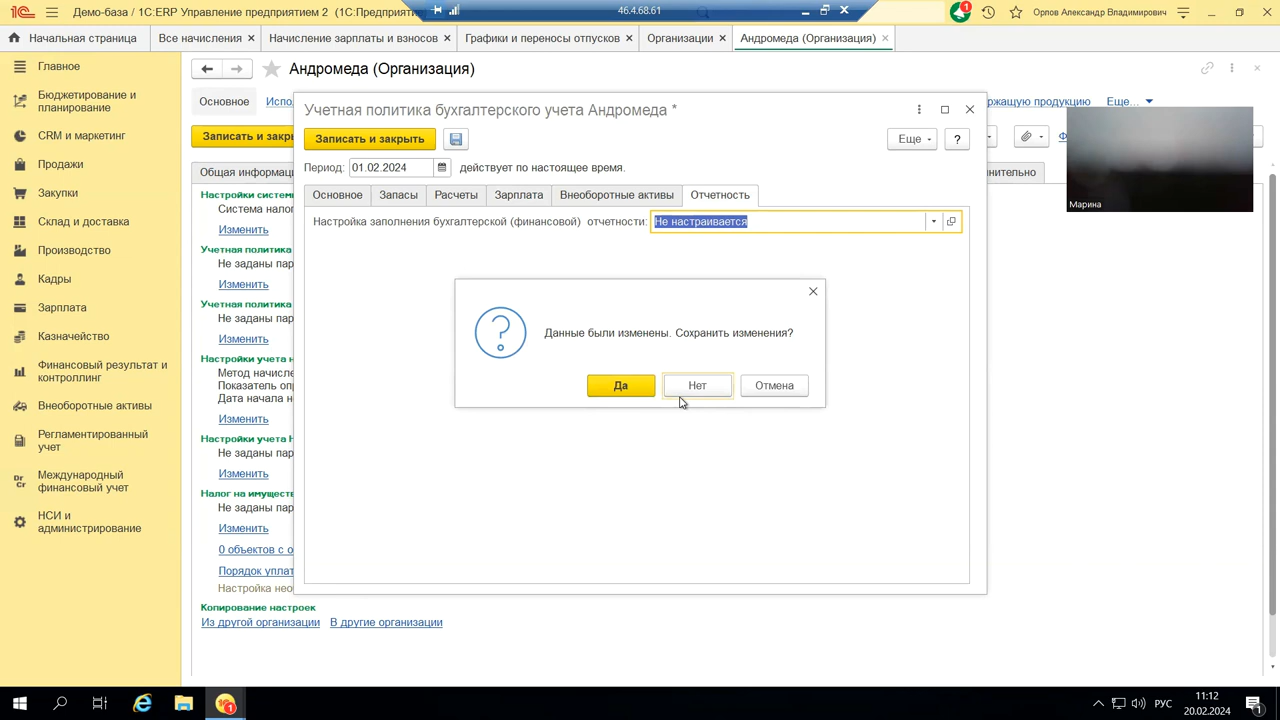 Демо-база / 1С:ERP Управление предприятием 2 (1С:Предприяти
46.4.68.61
Орлов Александр Владимирович
Начальная страница
Все начисления
Начисление зарплаты и взносов
Графики и переносы отпусков
Организации
Андромеда (Организация)
Главное
Бюджетирование и
планирование
CRM и маркетинг
Продажи
Закупки
Склад и доставка
Производство
Кадры
Зарплата
Казначейство
Финансовый результат и
контроллинг
Внеоборотные активы
Регламентированный
учет
Международный
финансовый учет
НСИ и
администрирование
Андромеда (Организация)
Основное
Испо
ржащую продукцию
Еще...
Записать и закры
Ф
Общая информац
нительно
Настройки систем
Система налог
Изменить
Учетная политика
Не заданы пар
Изменить
Учетная политика
Не заданы пар
Изменить
Настройки учета н
Метод начисле
Показатель оп
Дата начала н
Изменить
Настройки учета Н
Не заданы пар
Изменить
Налог на имущест
Не заданы пар
Изменить
0 объектов с о
Порядок уплат
Настройка нео
Копирование настроек
Из другой организации
В другие организации
Учетная политика бухгалтерского учета Андромеда *
Записать и закрыть
Еще
?
Период:
01.02.2024
действует по настоящее время.
Основное
Запасы
Расчеты
Зарплата
Внеоборотные активы
Отчетность
Настройка заполнения бухгалтерской (финансовой) отчетности:
Не настраивается
Данные были изменены. Сохранить изменения?
Да
Нет
Отмена
Марина
РУС
11:12
20.02.2024